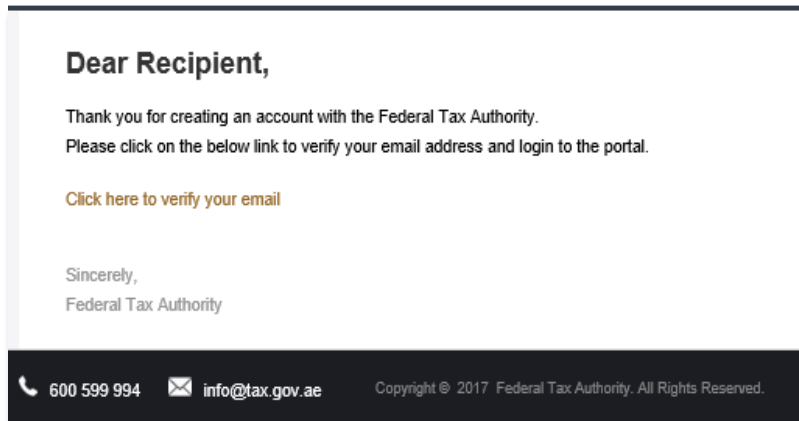 Dear Recipient,
Thank you for creating an account with the Federal Tax Authority.
Please click on the below link to verify your email address and login to the portal.
Click here to verify your email
Sincerely,
Federal Tax Authority
600 599 994 info@tax.gov.ae Copyright © 2017 Federal Tax Authority. All Rights Reserved.